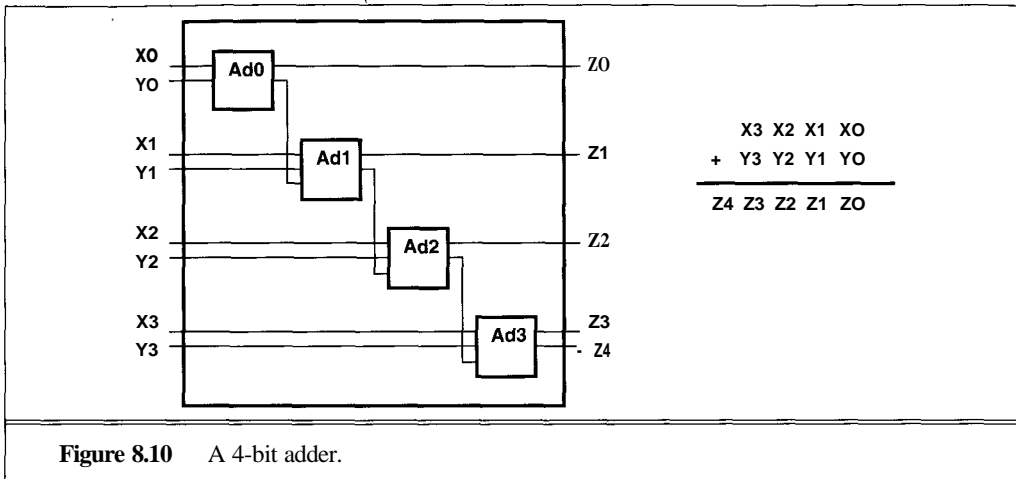 X0
Y0
Ad0
Z0
X1
Y1
Ad1
Z1
X2
Y2
Ad2
Z2
X3
Y3
Ad3
Z3
Z4
X3 X2 X1 X0
+ Y3 Y2 Y1 Y0
Z4 Z3 Z2 Z1 Z0
Figure 8.10 A 4-bit adder.